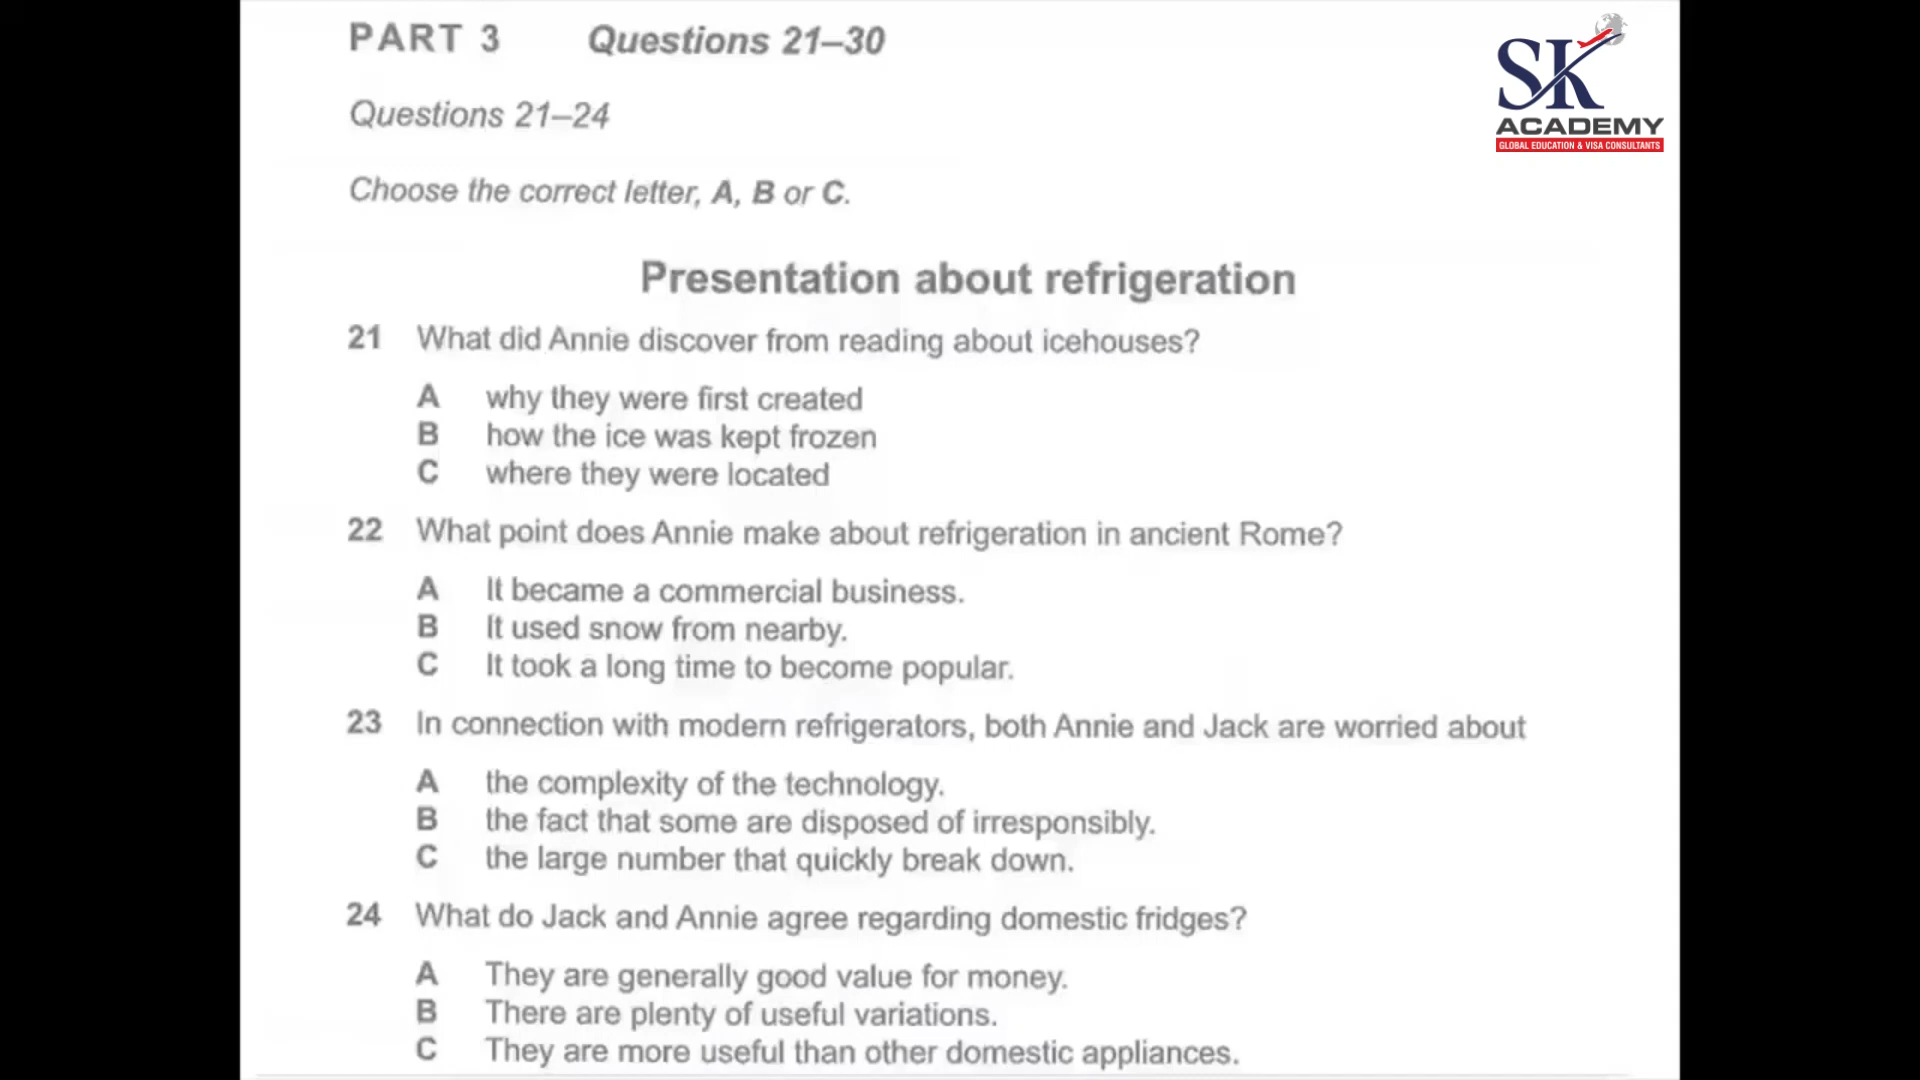 PART 3 Questions 21–30
SK
ACADEMY
GLOBAL EDUCATION & VISA CONSULTANTS
Questions 21–24
Choose the correct letter, A, B or C.
Presentation about refrigeration
21 What did Annie discover from reading about icehouses?
A why they were first created
B how the ice was kept frozen
C where they were located
22 What point does Annie make about refrigeration in ancient Rome?
A It became a commercial business.
B It used snow from nearby.
C It took a long time to become popular.
23 In connection with modern refrigerators, both Annie and Jack are worried about
A the complexity of the technology.
B the fact that some are disposed of irresponsibly.
C the large number that quickly break down.
24 What do Jack and Annie agree regarding domestic fridges?
A They are generally good value for money.
B There are plenty of useful variations.
C They are more useful than other domestic appliances.